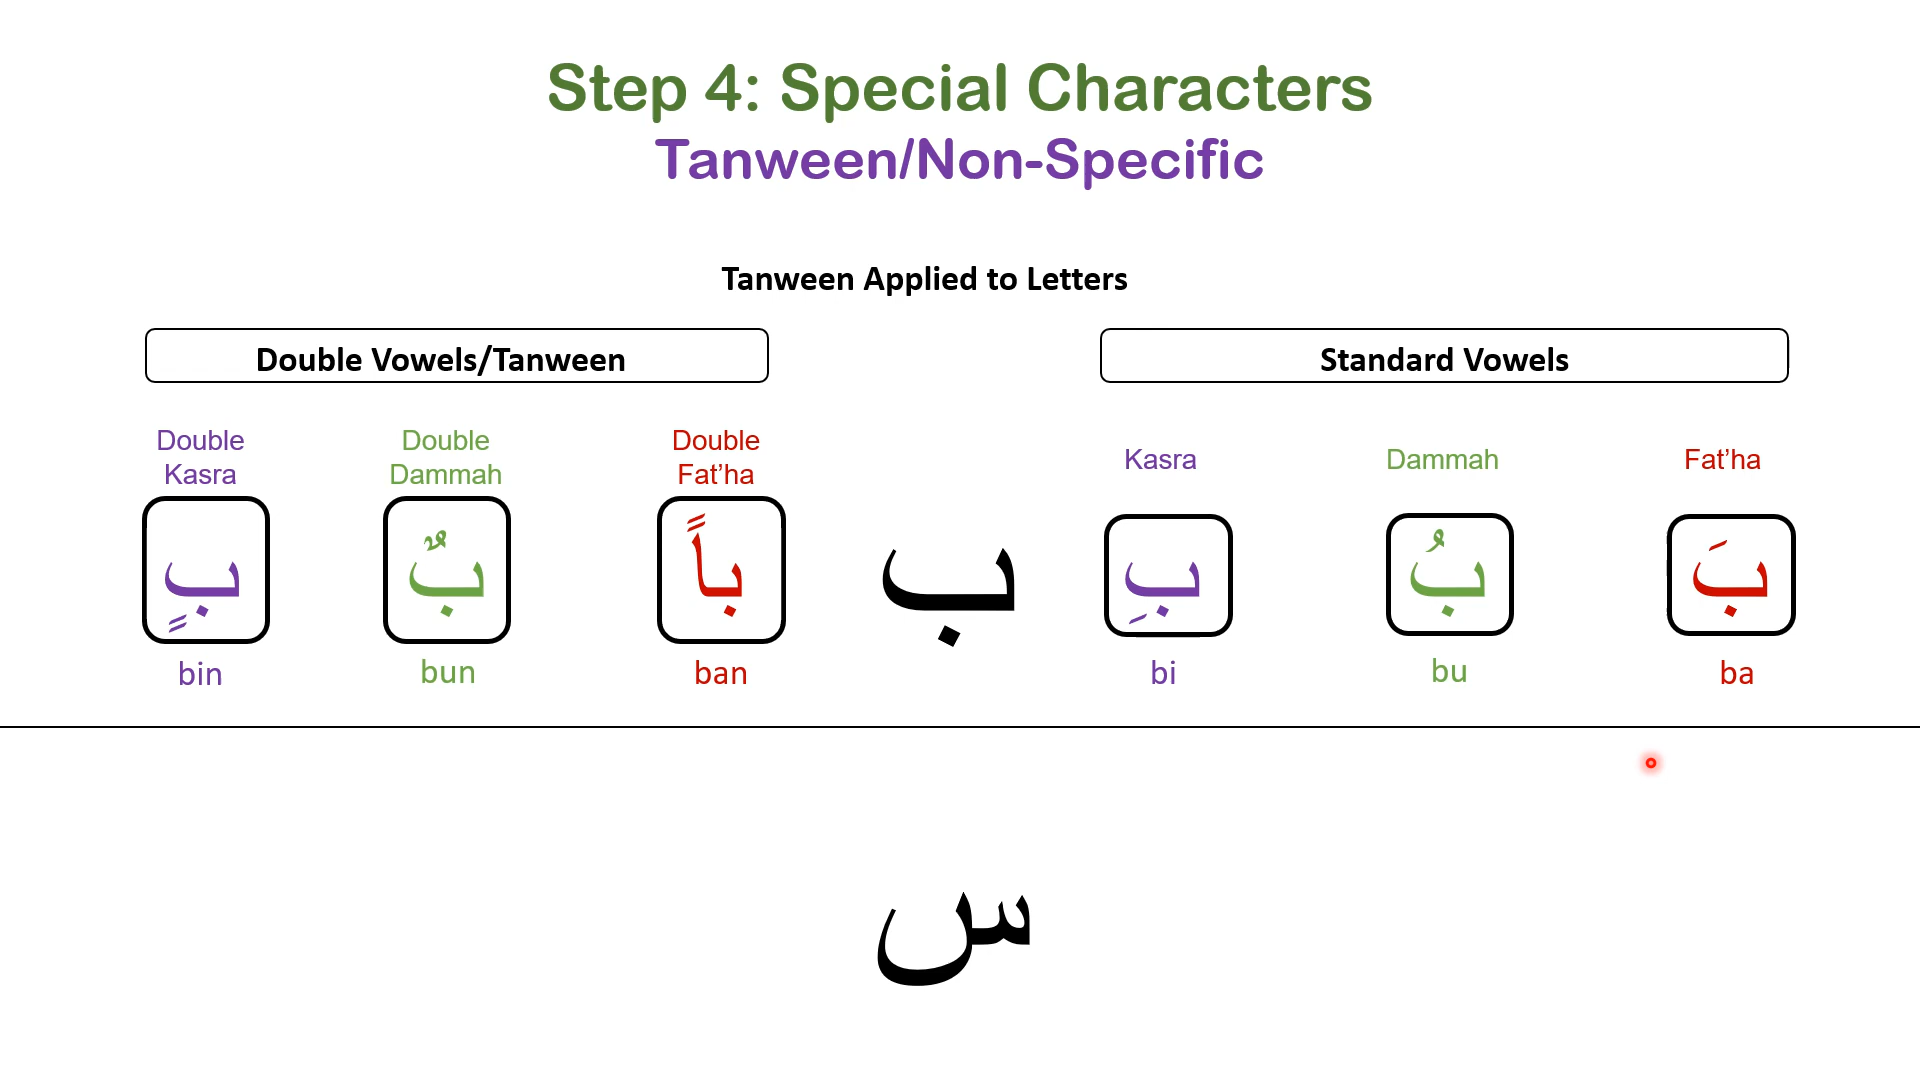 Step 4: Special Characters
Tanween/Non-Specific
Tanween Applied to Letters
Double Vowels/Tanween
Standard Vowels
Double Kasra
Double Dammah
Double Fat’ha
Kasra
Dammah
Fat’ha
بٍ
بٌ
باً
ب
بِ
بُ
بَ
bin
bun
ban
bi
bu
ba
س